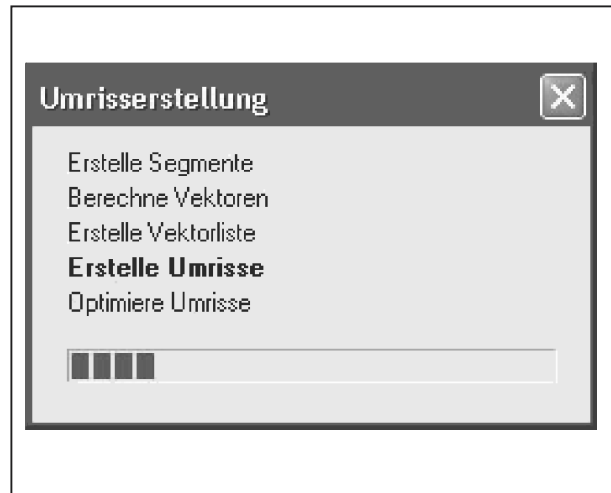 Umrisserstellung
Erstelle Segmente
Berechne Vektoren
Erstelle Vektorliste
Erstelle Umrisse
Optimiere Umrisse